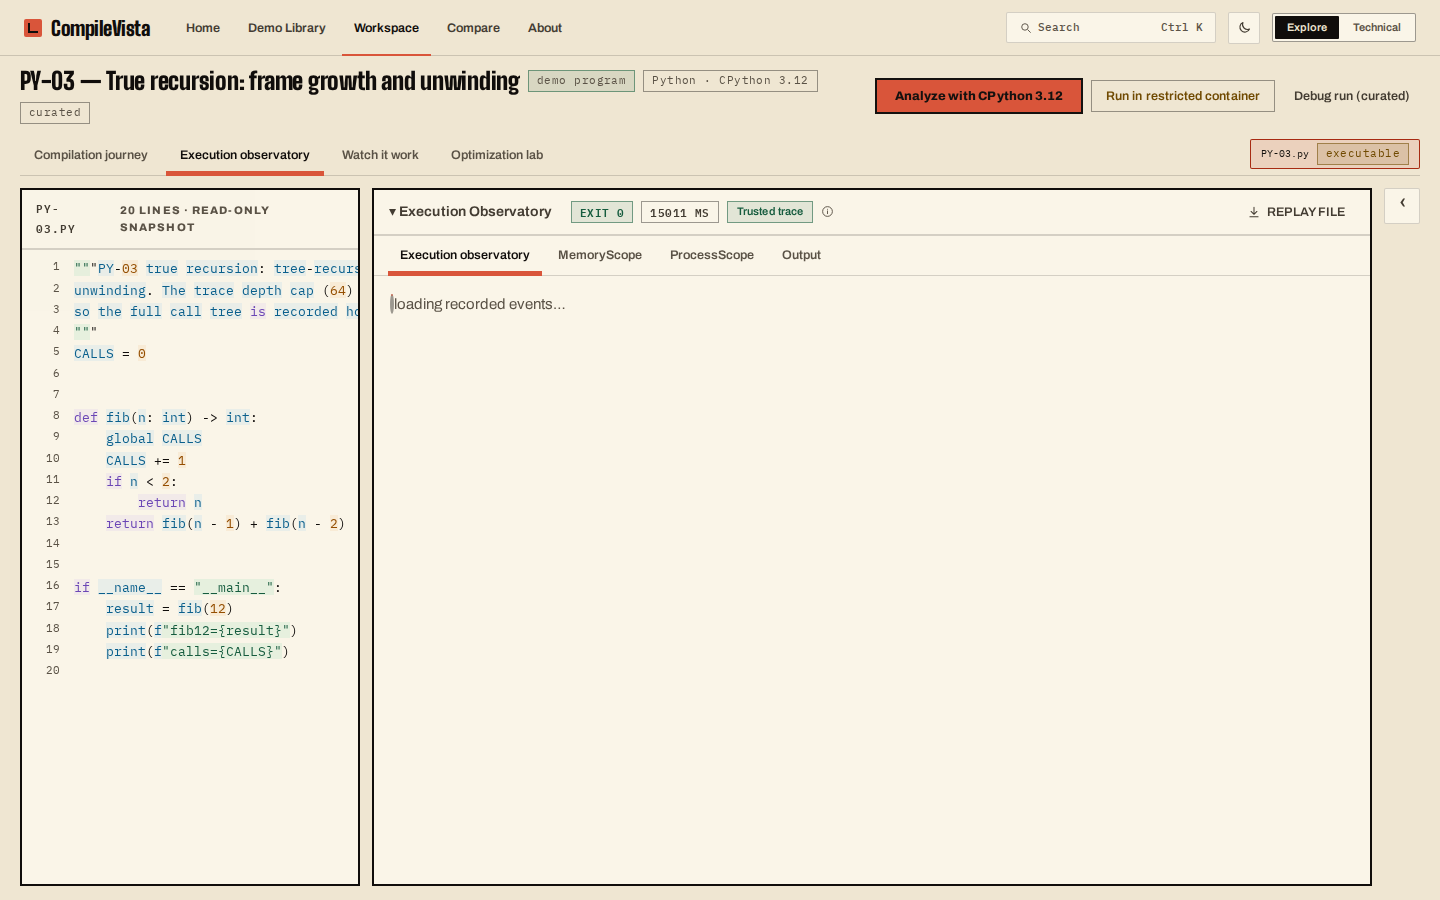 CompileVista
Home
Demo Library
Workspace
Compare
About
Search
Ctrl K
Explore
Technical
PY-03 — True recursion: frame growth and unwinding
demo program
Python · CPython 3.12
curated
Analyze with CPython 3.12
Run in restricted container
Debug run (curated)
Compilation journey
Execution observatory
Watch it work
Optimization lab
PY-03.py
executable
PY-
03.PY
20 LINES · READ-ONLY
SNAPSHOT
1 """PY-03 true recursion: tree-recurs
2 unwinding. The trace depth cap (64)
3 so the full call tree is recorded ho
4 """
5 CALLS = 0
6
7
8 def fib(n: int) -> int:
9     global CALLS
10     CALLS += 1
11     if n < 2:
12         return n
13     return fib(n - 1) + fib(n - 2)
14
15
16 if __name__ == "__main__":
17     result = fib(12)
18     print(f"fib12={result}")
19     print(f"calls={CALLS}")
20
▾ Execution Observatory
EXIT 0
15011 MS
Trusted trace
REPLAY FILE
Execution observatory
MemoryScope
ProcessScope
Output
loading recorded events…